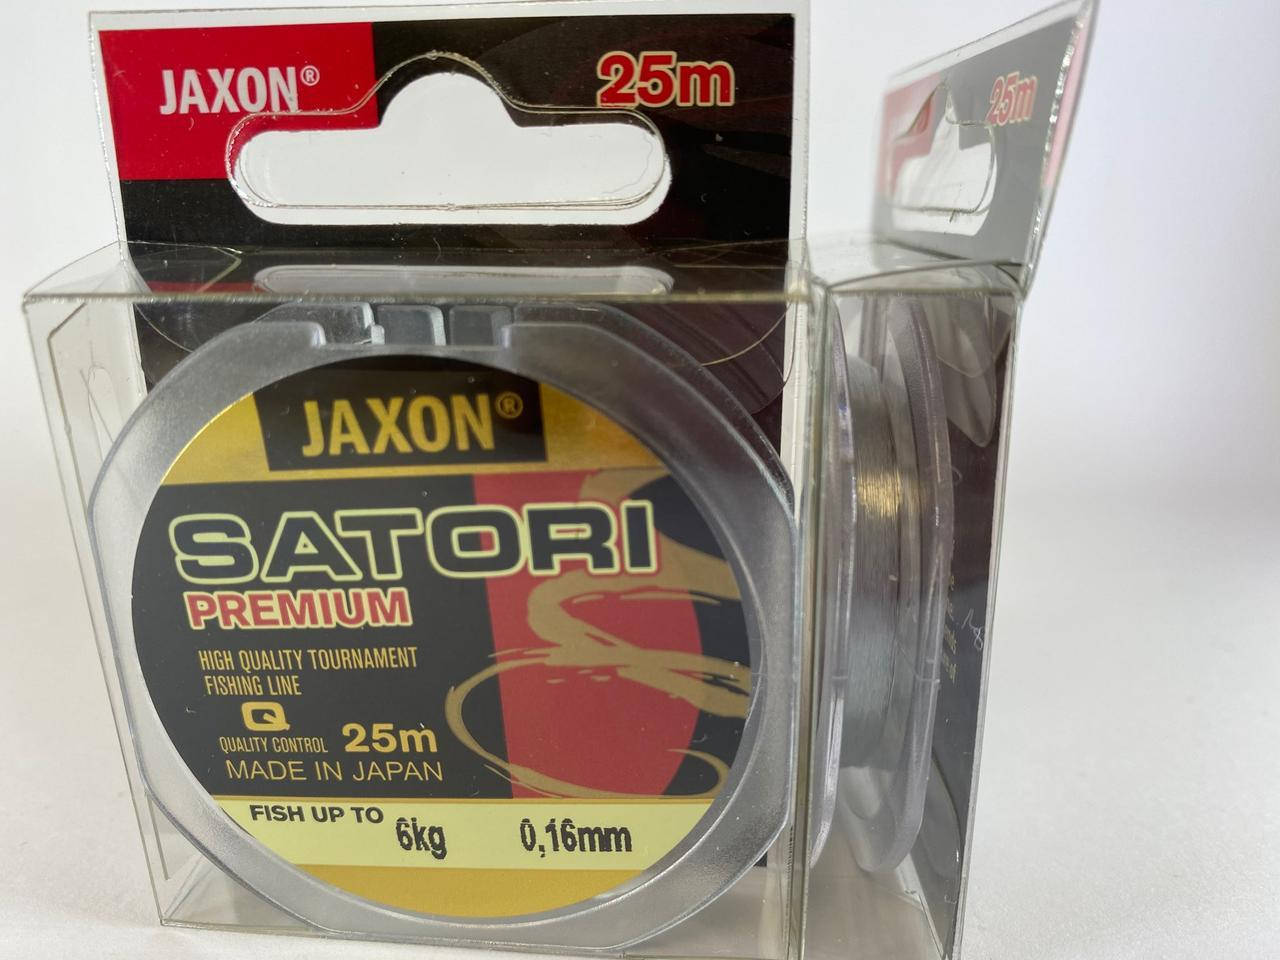 JAXON®
25m
25m
JAXON®
SATORI
PREMIUM
HIGH QUALITY TOURNAMENT
FISHING LINE
Q
QUALITY CONTROL 25m
MADE IN JAPAN
FISH UP TO 6kg 0,16mm